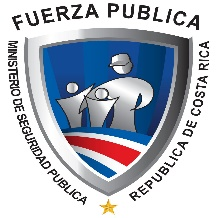 FUERZA PUBLICA
MINISTERIO DE SEGURIDAD PUBLICA
REPUBLICA DE COSTA RICA